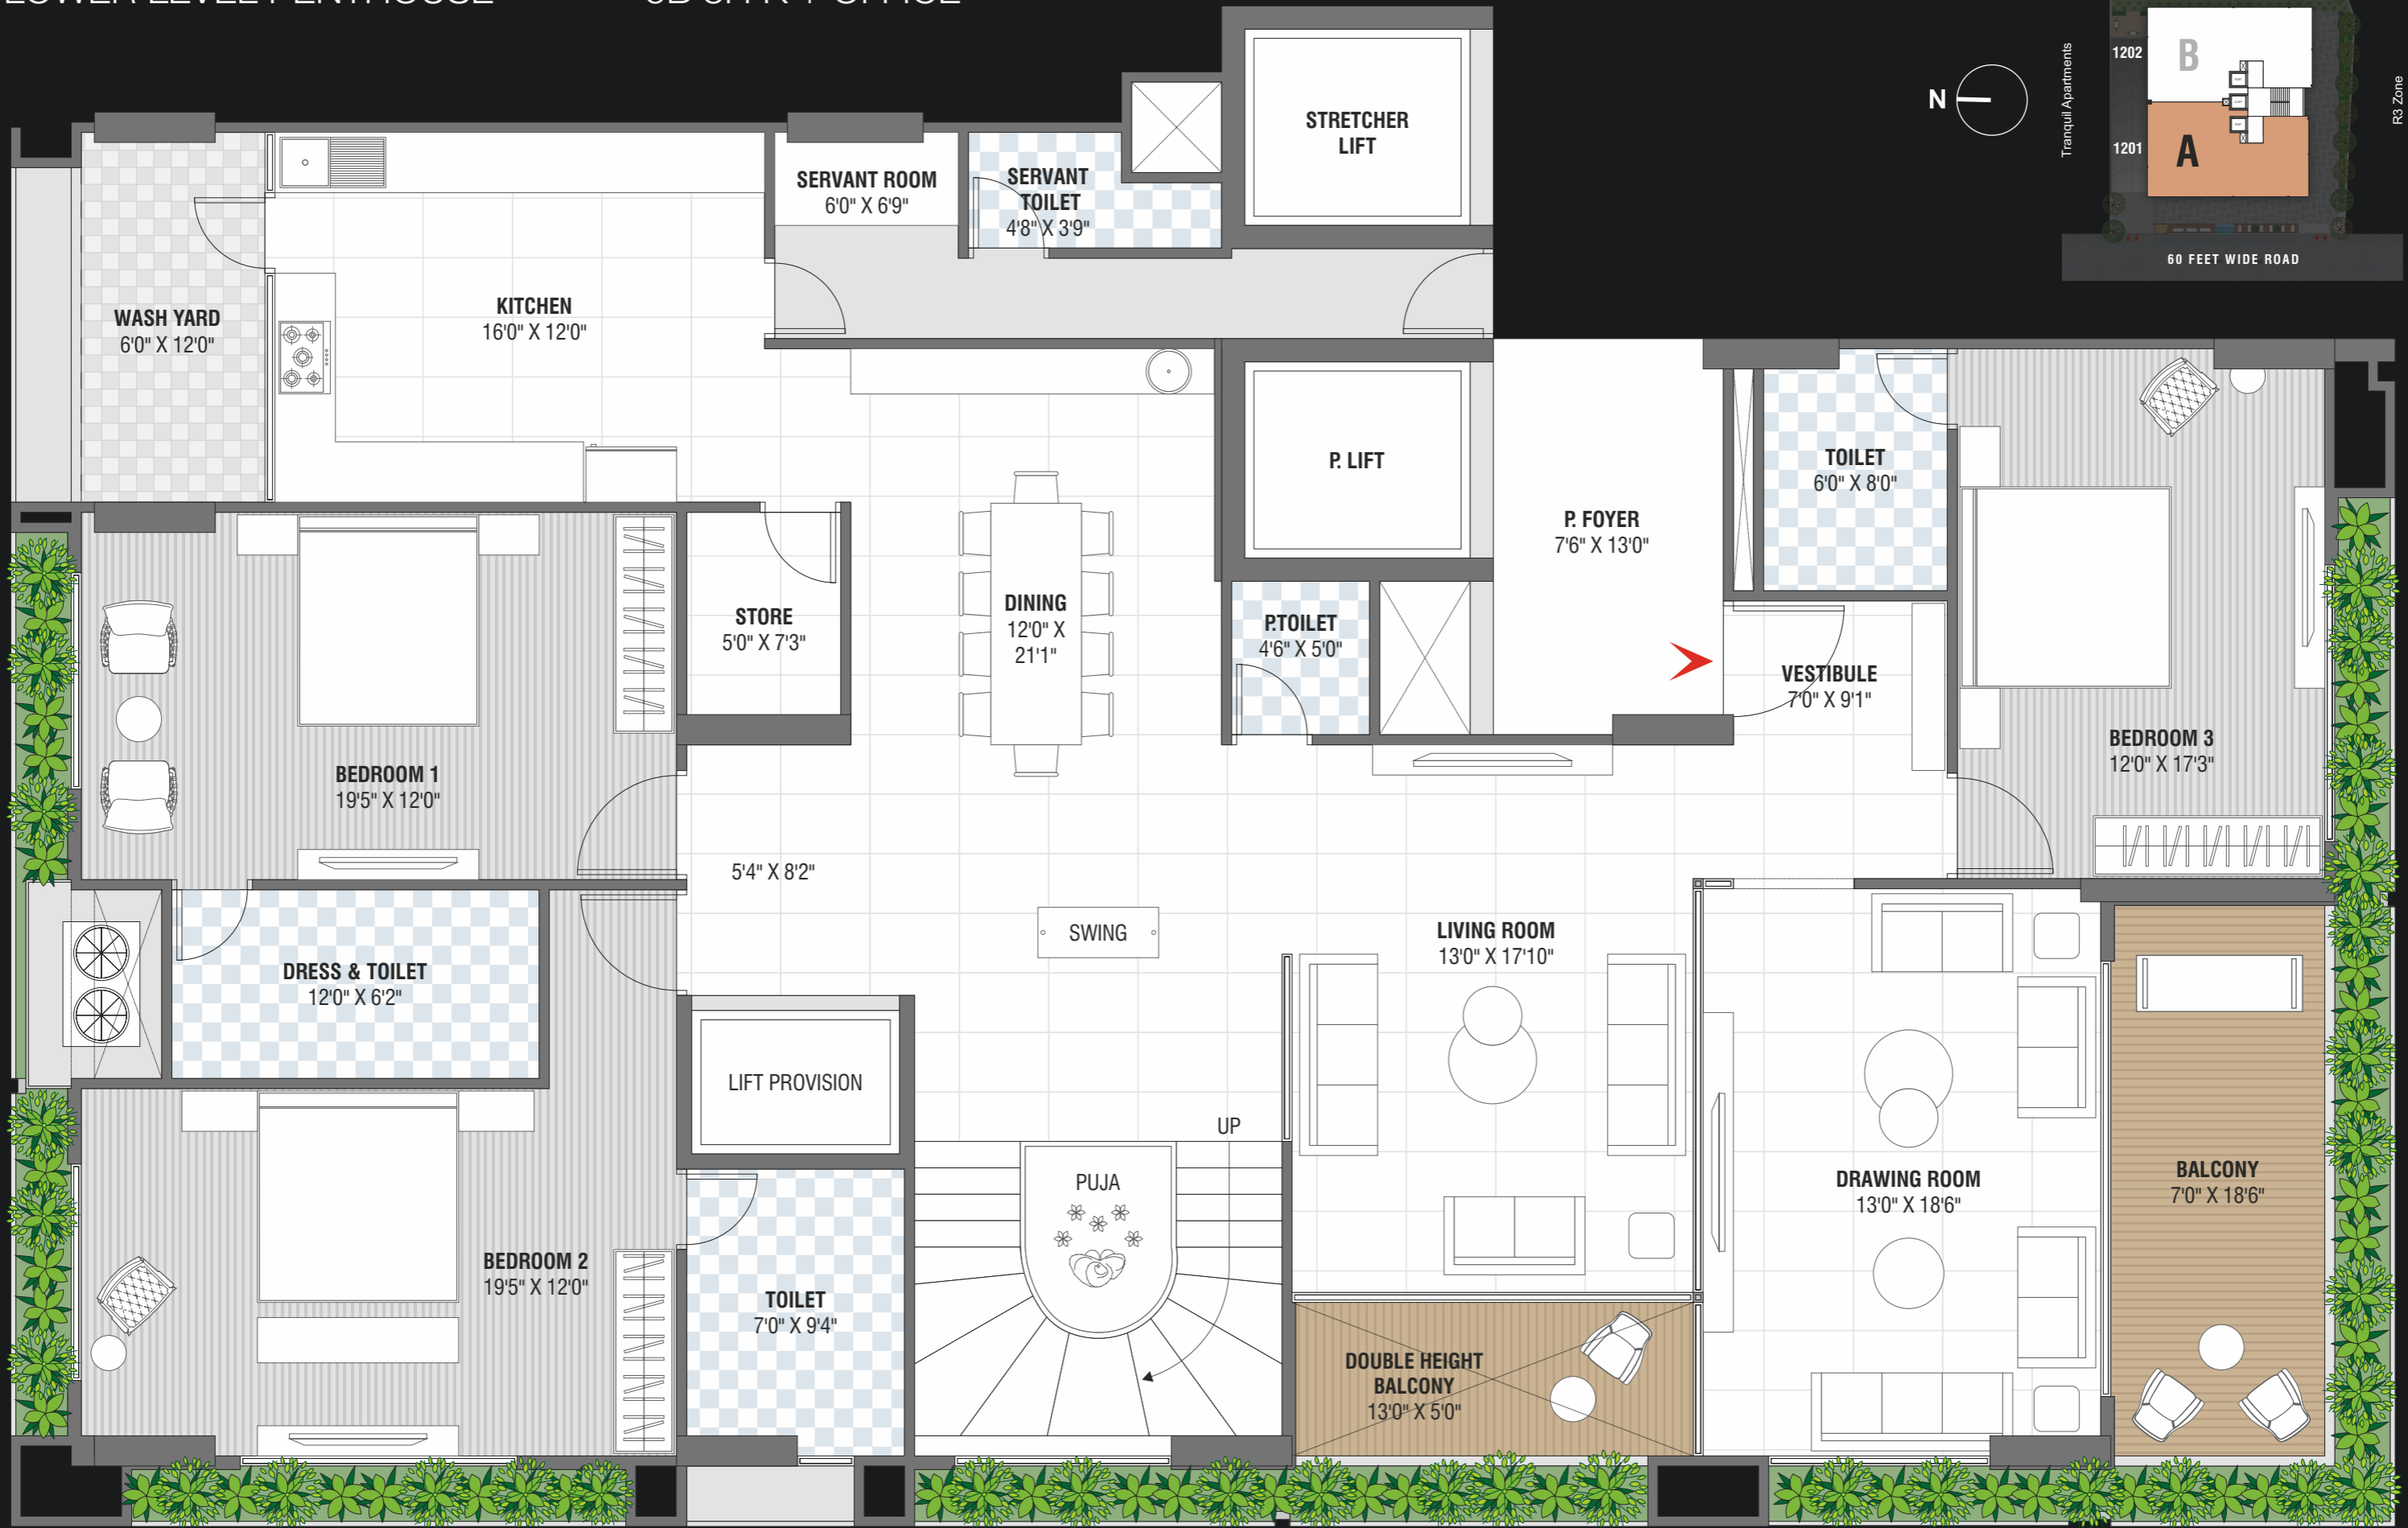 STRETCHER
LIFT
N
Tranquil Apartments
1202
B
1201
A
R3 Zone
60 FEET WIDE ROAD
SERVANT ROOM
6'0" X 6'9"
SERVANT
TOILET
4'8" X 3'9"
WASH YARD
6'0" X 12'0"
KITCHEN
16'0" X 12'0"
P. LIFT
P. FOYER
7'6" X 13'0"
TOILET
6'0" X 8'0"
STORE
5'0" X 7'3"
DINING
12'0" X
21'1"
P.TOILET
4'6" X 5'0"
VESTIBULE
7'0" X 9'1"
BEDROOM 3
12'0" X 17'3"
BEDROOM 1
19'5" X 12'0"
5'4" X 8'2"
SWING
LIVING ROOM
13'0" X 17'10"
DRESS & TOILET
12'0" X 6'2"
LIFT PROVISION
UP
PUJA
DRAWING ROOM
13'0" X 18'6"
BALCONY
7'0" X 18'6"
BEDROOM 2
19'5" X 12'0"
TOILET
7'0" X 9'4"
DOUBLE HEIGHT
BALCONY
13'0" X 5'0"